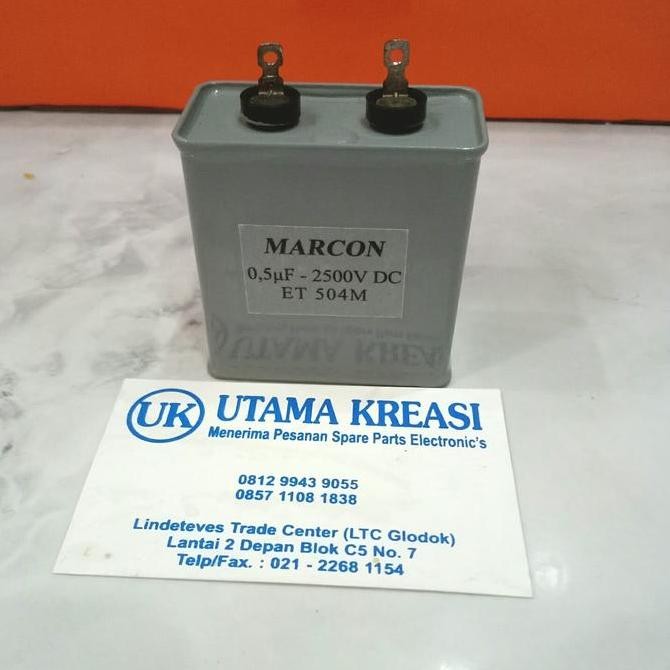 MARCON
0,5µF - 2500V DC
ET 504M
UTAMA KREASI
UK UTAMA KREASI
Menerima Pesanan Spare Parts Electronic's
0812 9943 9055
0857 1108 1838
Lindeteves Trade Center (LTC Glodok)
Lantai 2 Depan Blok C5 No. 7
Telp/Fax. : 021 - 2268 1154